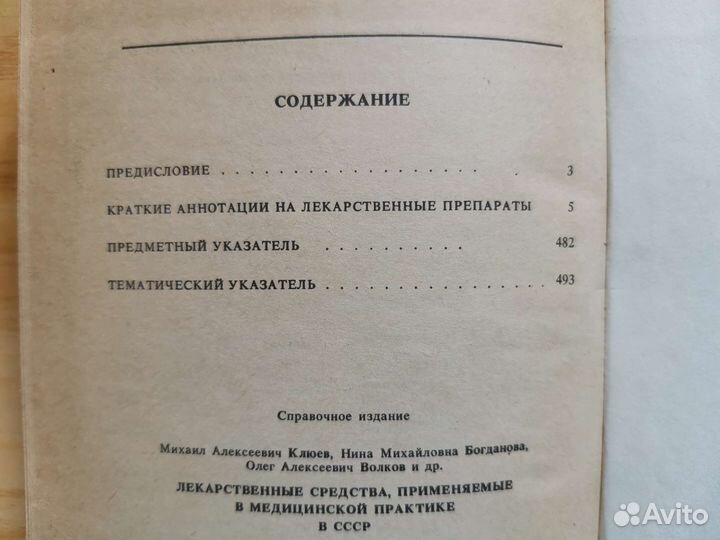 СОДЕРЖАНИЕ
ПРЕДИСЛОВИЕ . . . . . . . . . . . . . . . . . . . 3
КРАТКИЕ АННОТАЦИИ НА ЛЕКАРСТВЕННЫЕ ПРЕПАРАТЫ 5
ПРЕДМЕТНЫЙ УКАЗАТЕЛЬ . . . . . . . . . . 482
ТЕМАТИЧЕСКИЙ УКАЗАТЕЛЬ . . . . . . . . . . . . . . . 493
Справочное издание
Михаил Алексеевич Клюев, Нина Михайловна Богданова,
Олег Алексеевич Волков и др.
ЛЕКАРСТВЕННЫЕ СРЕДСТВА, ПРИМЕНЯЕМЫЕ
В МЕДИЦИНСКОЙ ПРАКТИКЕ
В СССР
Avito